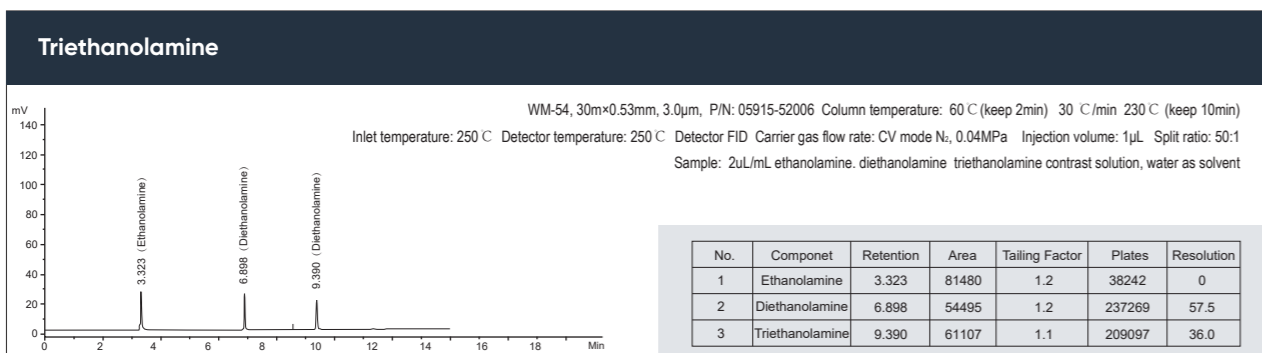 Triethanolamine
WM-54, 30m×0.53mm, 3.0μm, P/N: 05915-52006 Column temperature: 60℃(keep 2min) 30 ℃/min 230℃ (keep 10min)
Inlet temperature: 250℃ Detector temperature: 250℃ Detector FID Carrier gas flow rate: CV mode N₂, 0.04MPa Injection volume: 1μL Split ratio: 50:1
Sample: 2uL/mL ethanolamine. diethanolamine triethanolamine contrast solution, water as solvent
mV
140
120
100
80
60
40
20
0
3.323（Ethanolamine）
6.898（Diethanolamine）
9.390（Diethanolamine）
0 2 4 6 8 10 12 14 16 18 Min
No. Componet Retention Area Tailing Factor Plates Resolution
1 Ethanolamine 3.323 81480 1.2 38242 0
2 Diethanolamine 6.898 54495 1.2 237269 57.5
3 Triethanolamine 9.390 61107 1.1 209097 36.0